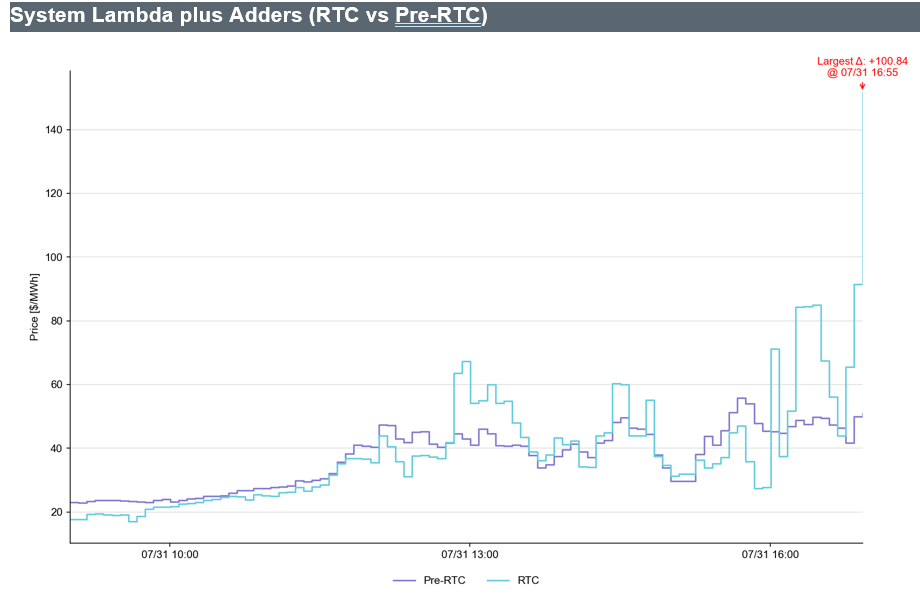 System Lambda plus Adders (RTC vs Pre-RTC)
Largest Δ: +100.84
@ 07/31 16:55
140
120
100
80
60
40
20
Price [$/MWh]
07/31 10:00
07/31 13:00
07/31 16:00
Pre-RTC
RTC